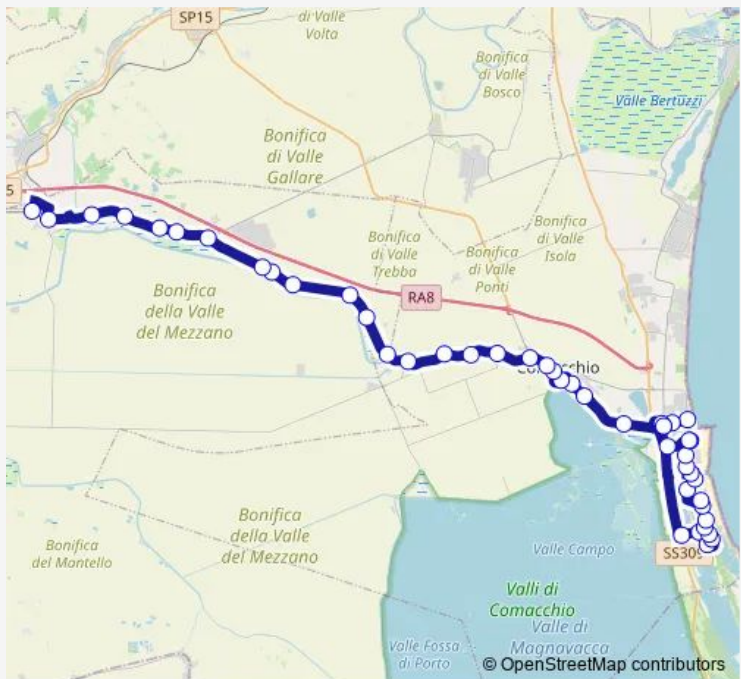 SP15
di Valle
Volta
Bonifica
di Valle
Bosco
Valle Bertuzzi
Bonifica
di Valle
Gallare
5
Bonifica
di Valle
Isola
Bonifica
di Valle
Trebba
Bonifica
di Valle
Ponti
Bonifica
della Valle
del Mezzano
RA8
Bonifica
della Valle
del Mezzano
Bonifica
del Mantello
Valle Campo
SS309
Valli di
Comacchio
Valle di
Magnavacca
Valle Fossa
di Porto
© OpenStreetMap contributors